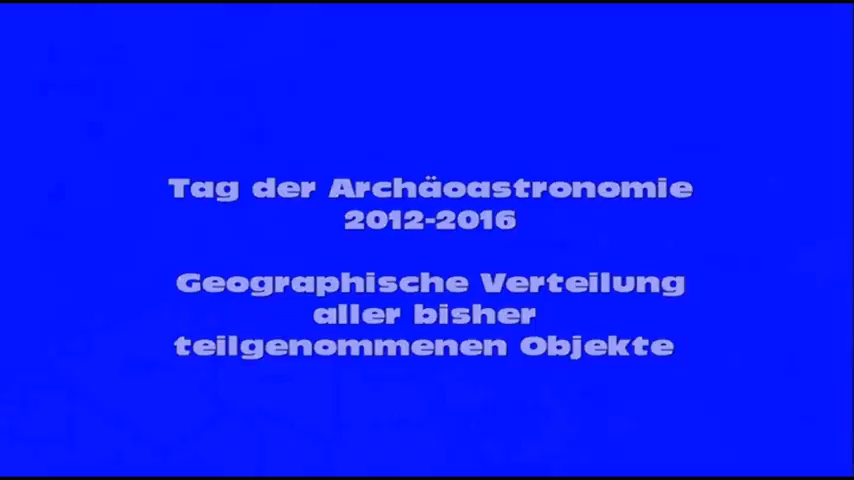 Tag der Archäoastronomie
2012-2016
Geographische Verteilung
aller bisher
teilgenommenen Objekte